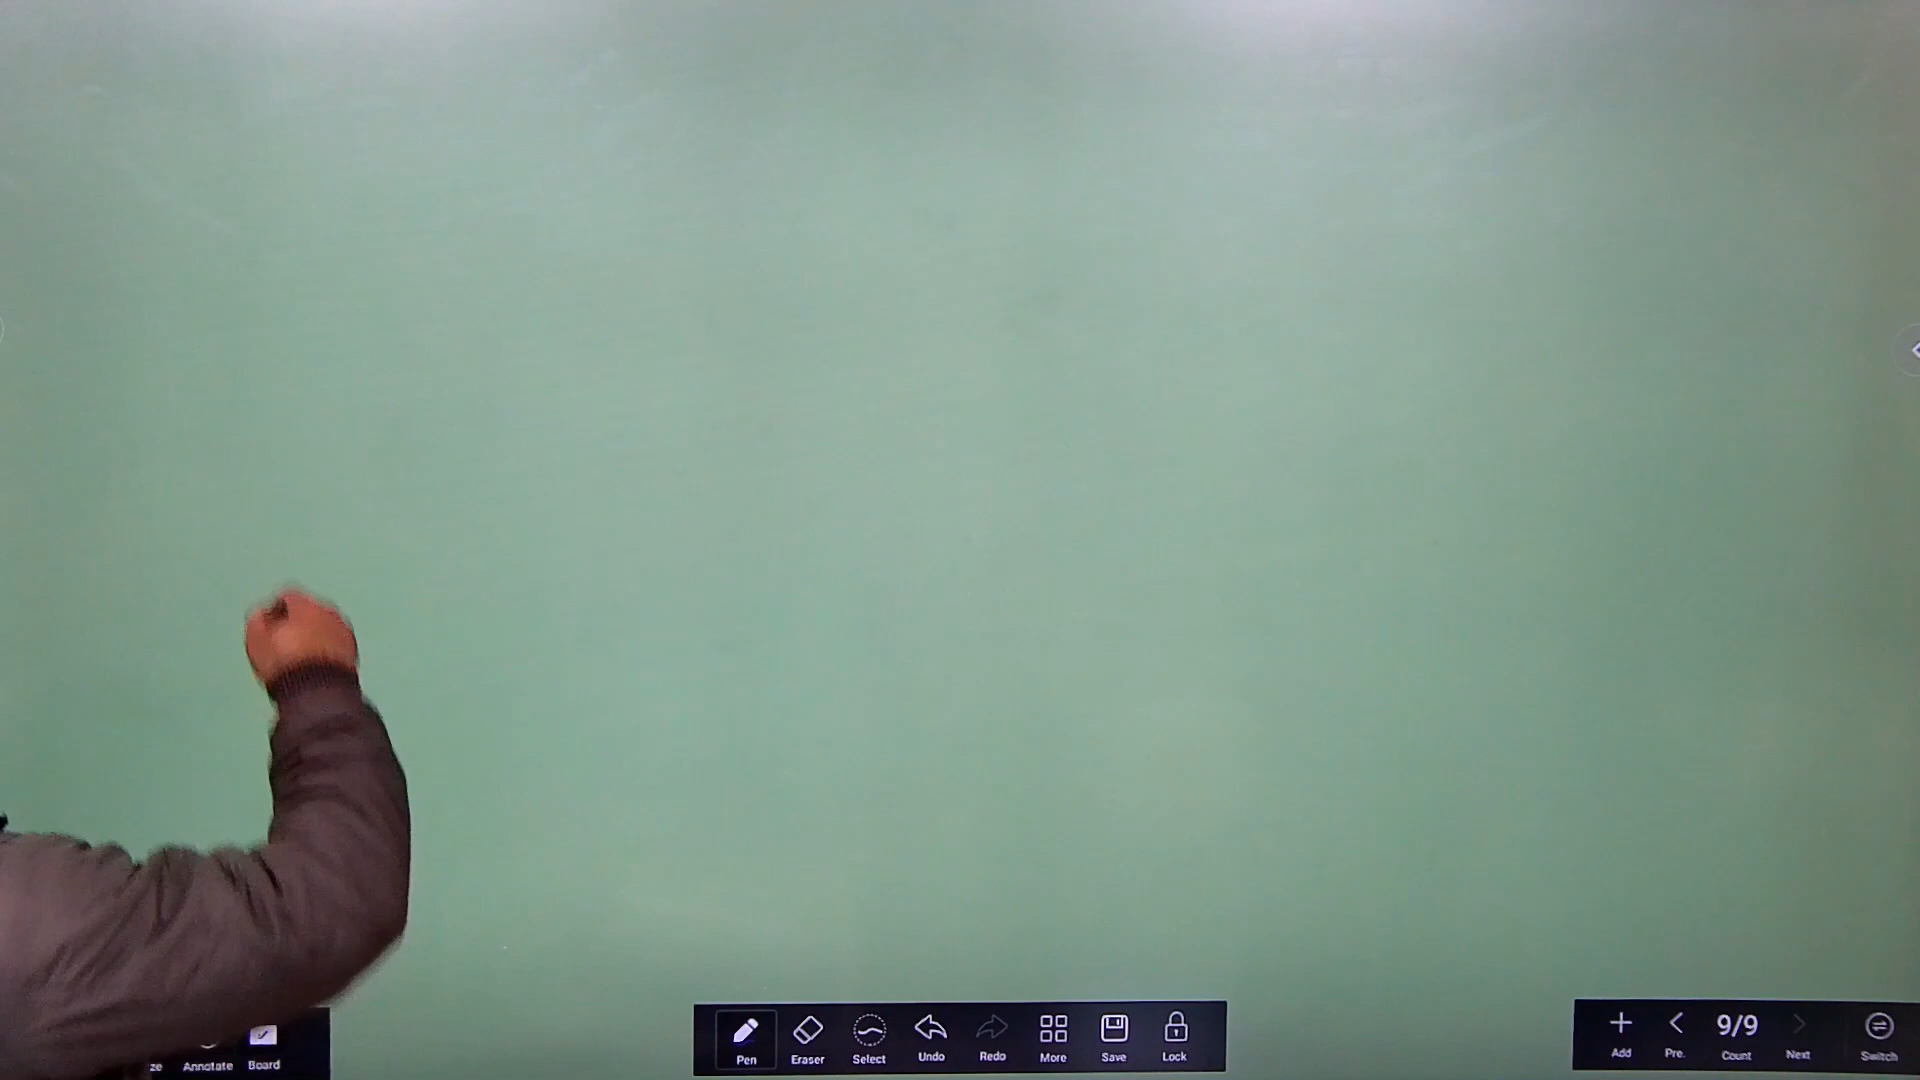 ze Annotate Board
Pen Eraser Select Undo Redo More Save Lock
9/9
Add Pre. Count Next Switch